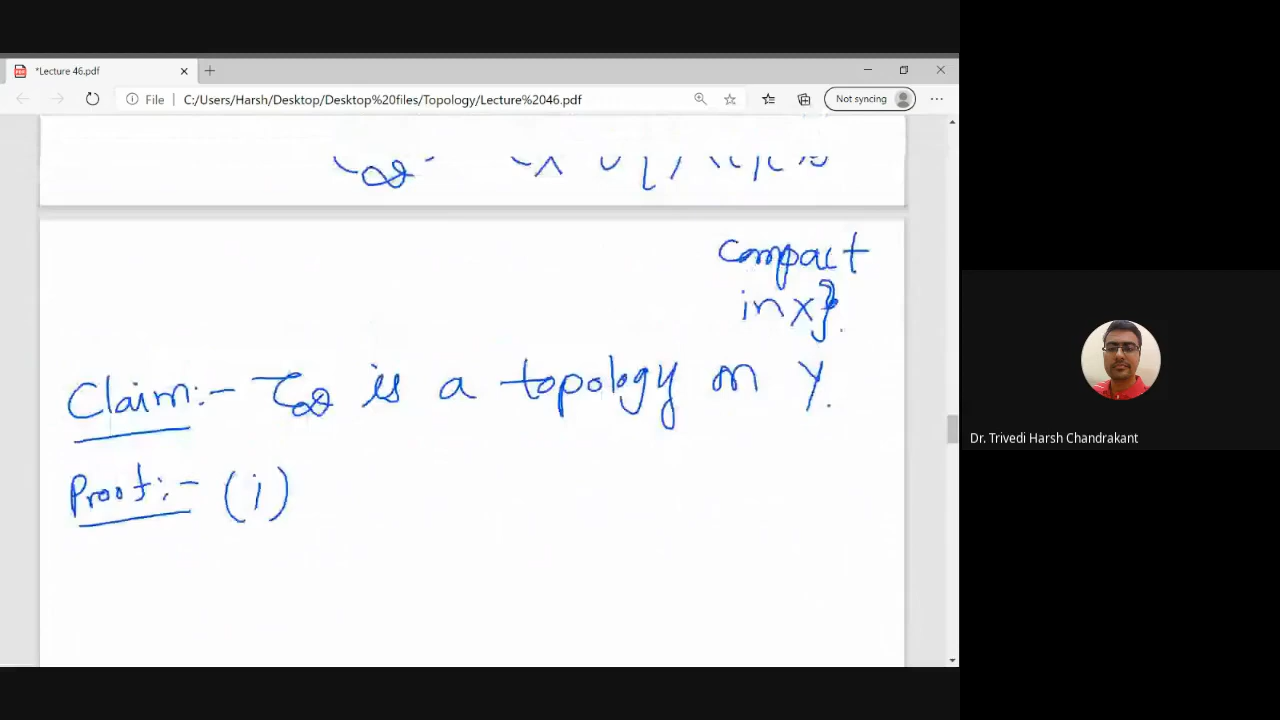 *Lecture 46.pdf
File | C:/Users/Harsh/Desktop/Desktop%20files/Topology/Lecture%2046.pdf
Not syncing
compact
in X}.
Claim:- τ∞ is a topology on Y.
Proof:- (i)
Dr. Trivedi Harsh Chandrakant